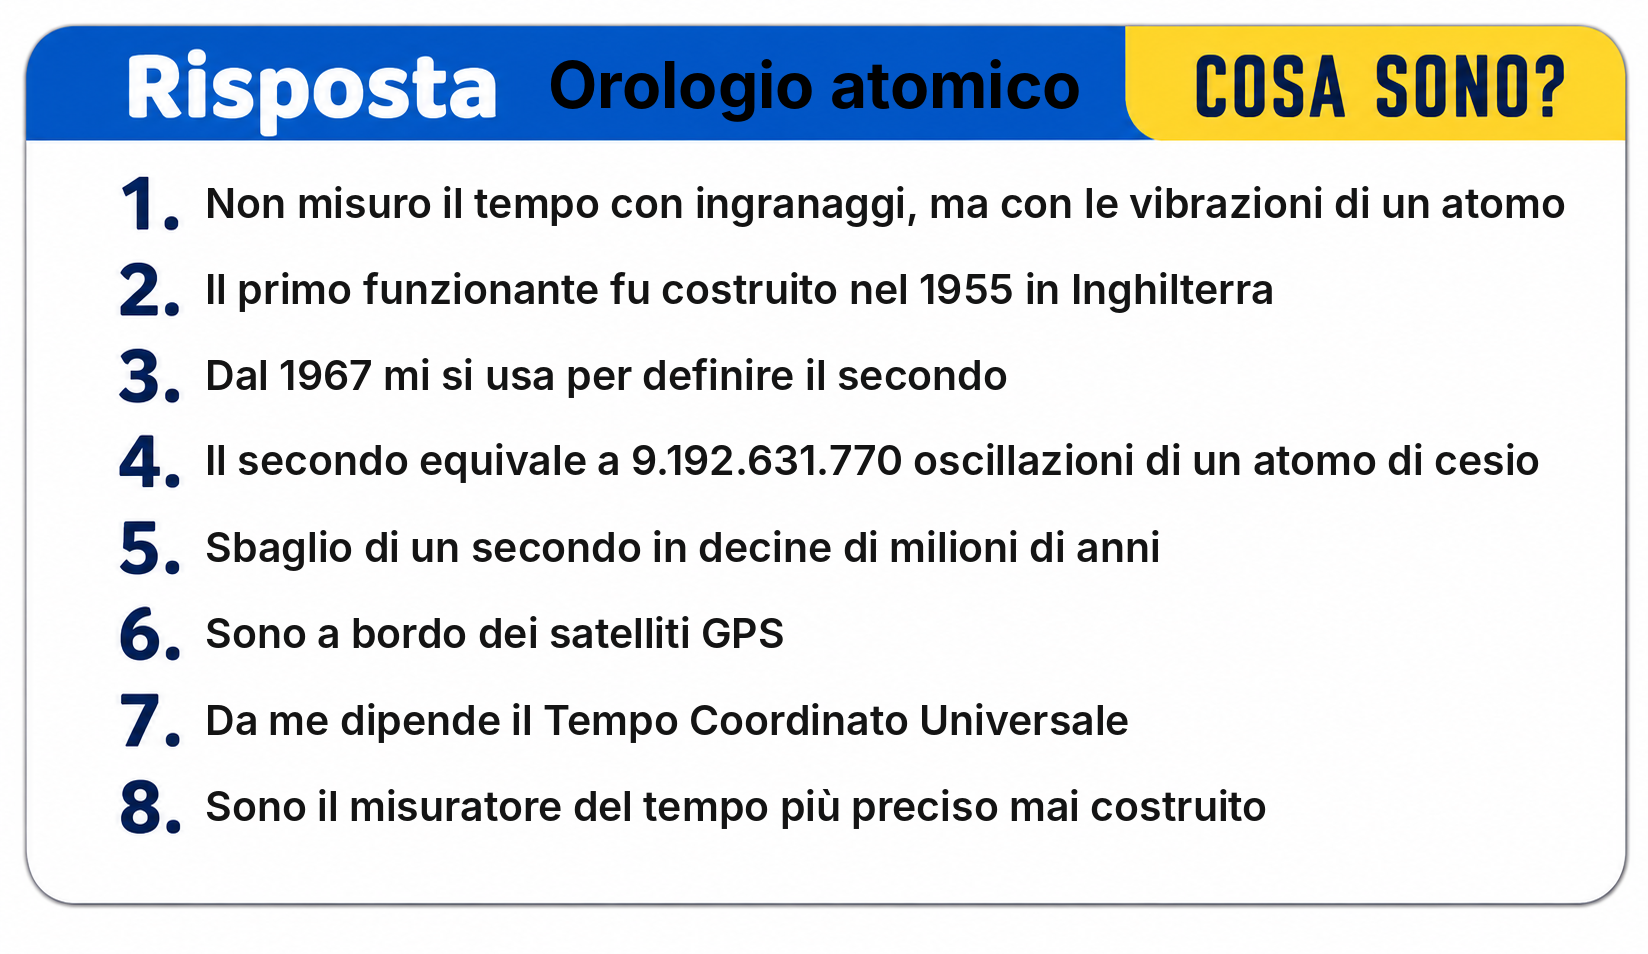 Risposta Orologio atomico COSA SONO?
1. Non misuro il tempo con ingranaggi, ma con le vibrazioni di un atomo
2. Il primo funzionante fu costruito nel 1955 in Inghilterra
3. Dal 1967 mi si usa per definire il secondo
4. Il secondo equivale a 9.192.631.770 oscillazioni di un atomo di cesio
5. Sbaglio di un secondo in decine di milioni di anni
6. Sono a bordo dei satelliti GPS
7. Da me dipende il Tempo Coordinato Universale
8. Sono il misuratore del tempo più preciso mai costruito